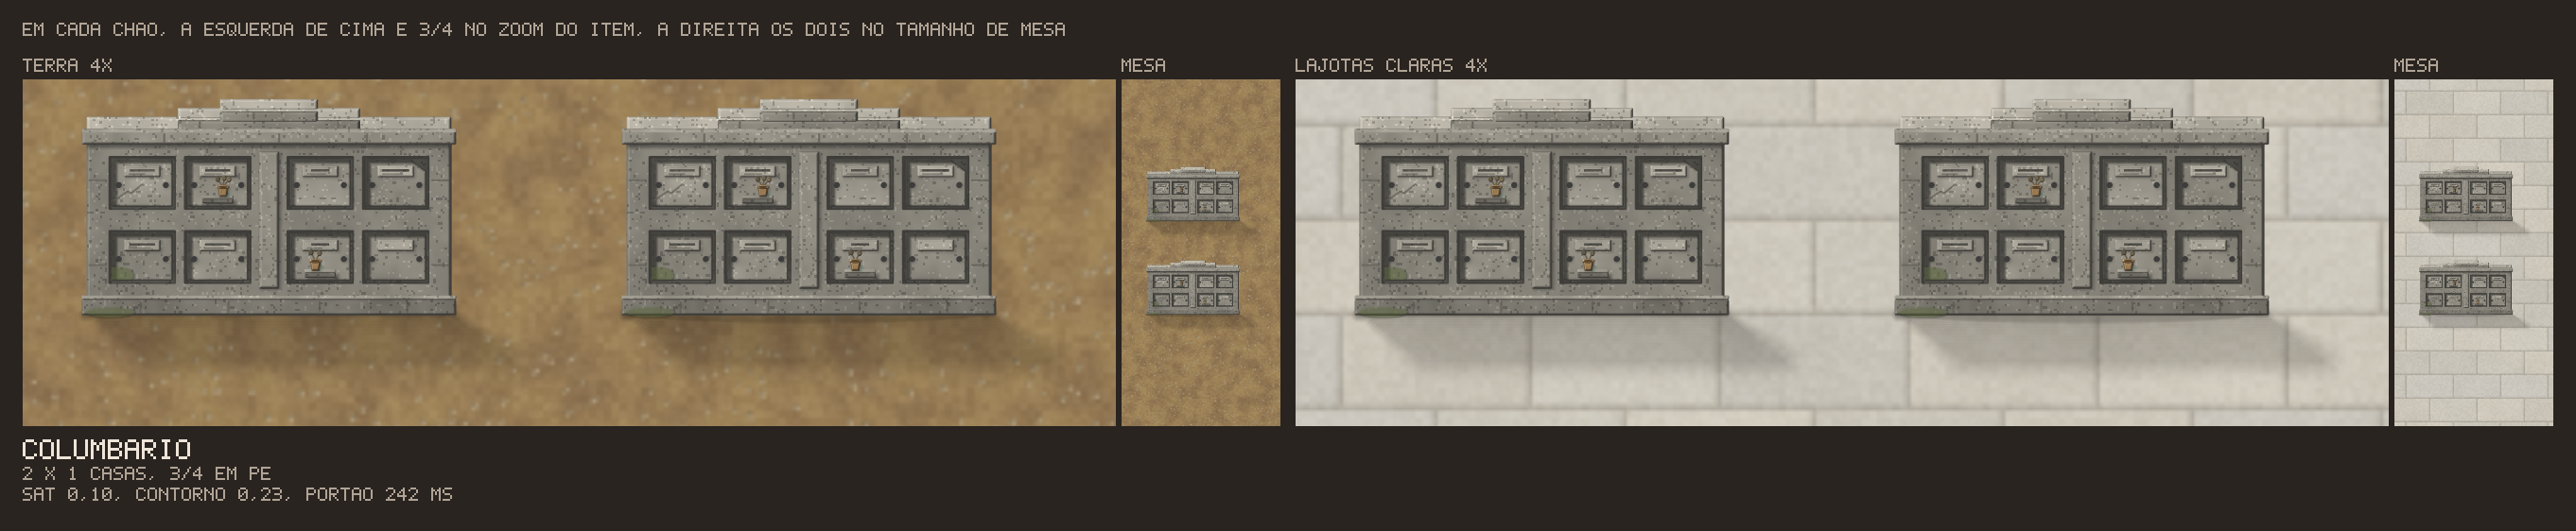 EM CADA CHAO, A ESQUERDA DE CIMA E 3/4 NO ZOOM DO ITEM, A DIREITA OS DOIS NO TAMANHO DE MESA
TERRA 4X
MESA
LAJOTAS CLARAS 4X
MESA
COLUMBARIO
2 X 1 CASAS, 3/4 EM PE
SAT 0,10, CONTORNO 0,23, PORTAO 242 MS